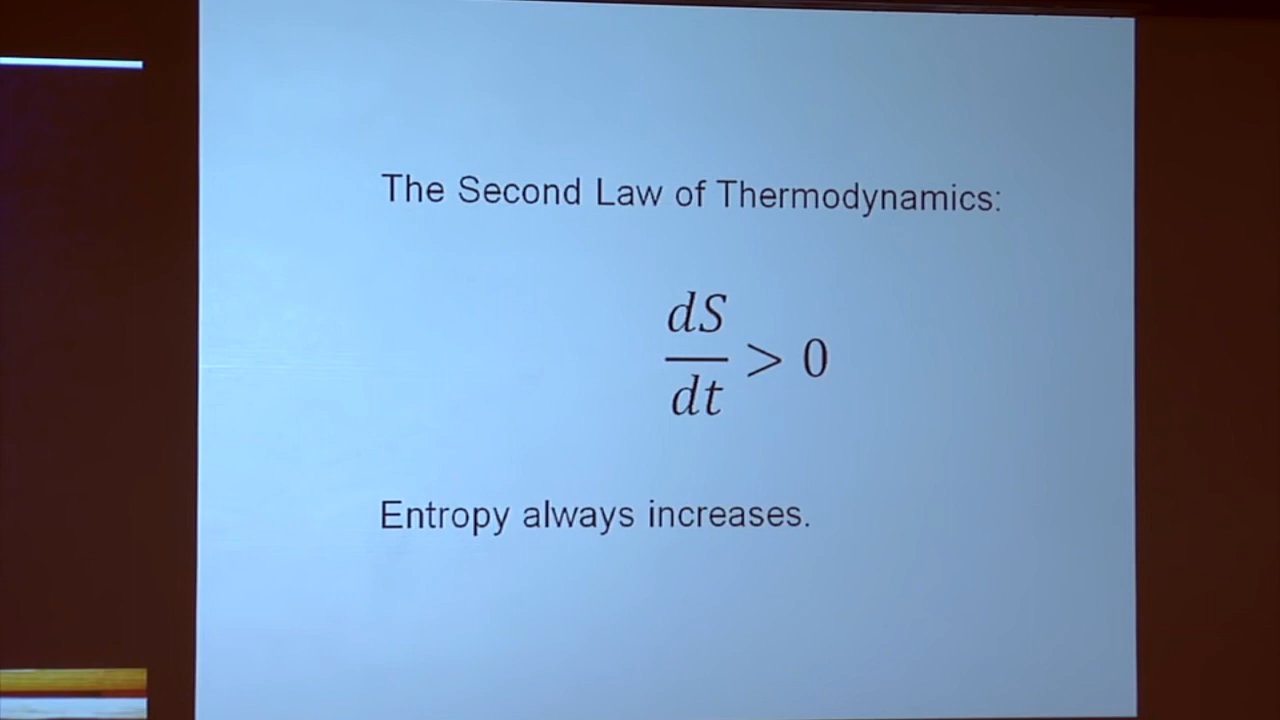 The Second Law of Thermodynamics:
dS
dt
> 0
Entropy always increases.